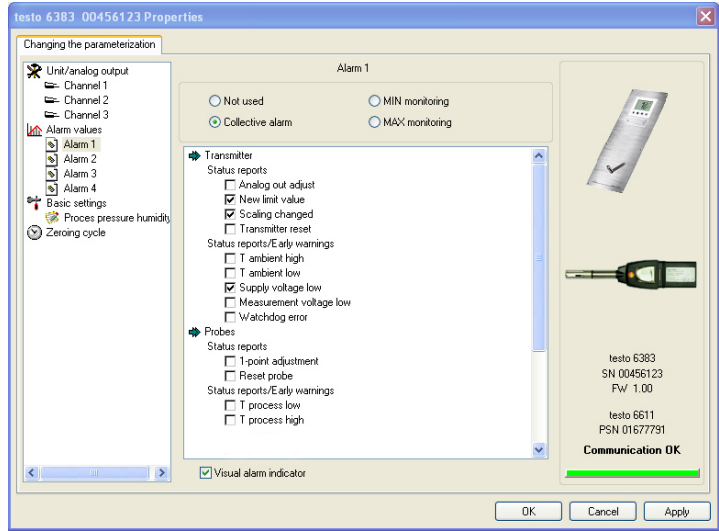 testo 6383 00456123 Properties
Changing the parameterization
Unit/analog output
Channel 1
Channel 2
Channel 3
Alarm values
Alarm 1
Alarm 2
Alarm 3
Alarm 4
Basic settings
Proces pressure humidity
Zeroing cycle
Alarm 1
Not used
MIN monitoring
Collective alarm
MAX monitoring
Transmitter
Status reports
Analog out adjust
New limit value
Scaling changed
Transmitter reset
Status reports/Early warnings
T ambient high
T ambient low
Supply voltage low
Measurement voltage low
Watchdog error
Probes
Status reports
1-point adjustment
Reset probe
Status reports/Early warnings
T process low
T process high
Visual alarm indicator
testo 6383
SN 00456123
FW 1.00
testo 6611
PSN 01677791
Communication OK
OK
Cancel
Apply